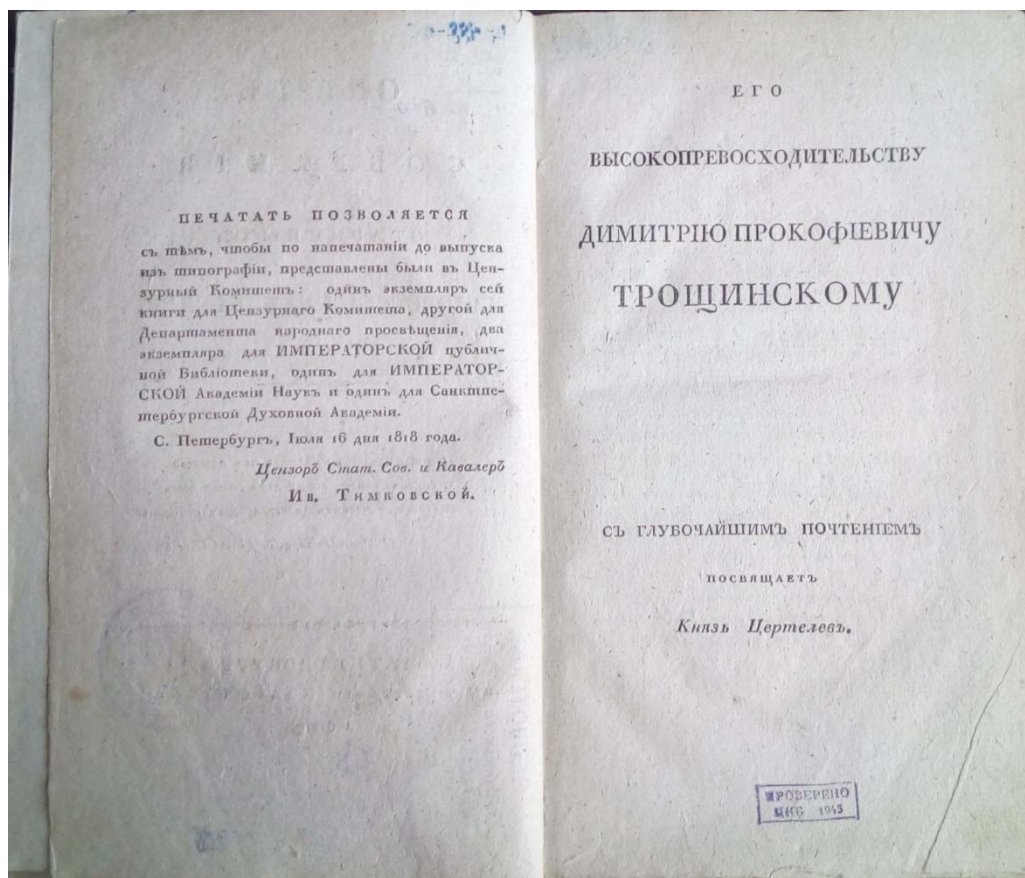 ПЕЧАТАТЬ ПОЗВОЛЯЕТСЯ
съ тѣмъ, чтобы по напечатаніи до выпуска
изъ типографіи, представлены были въ Цен-
зурный Комитетъ: одинъ экземпляръ сей
книги для Цензурнаго Комитета, другой для
Департамента народнаго просвѣщенія, два
экземпляра для ИМПЕРАТОРСКОЙ публич-
ной Библіотеки, одинъ для ИМПЕРАТОР-
СКОЙ Академіи Наукъ и одинъ для Санктпе-
тербургской Духовной Академіи.
С. Петербургъ, Іюля 16 дня 1818 года.
Цензоръ Стат. Сов. и Кавалеръ
Ив. Тимковской.
ЕГО
ВЫСОКОПРЕВОСХОДИТЕЛЬСТВУ
ДИМИТРІЮ ПРОКОФІЕВИЧУ
ТРОЩИНСКОМУ
СЪ ГЛУБОЧАЙШИМЪ ПОЧТЕНІЕМЪ
ПОСВЯЩАЕТЪ
Князь Цертелевъ.
ПРОВЕРЕНО
ЦНБ 1945